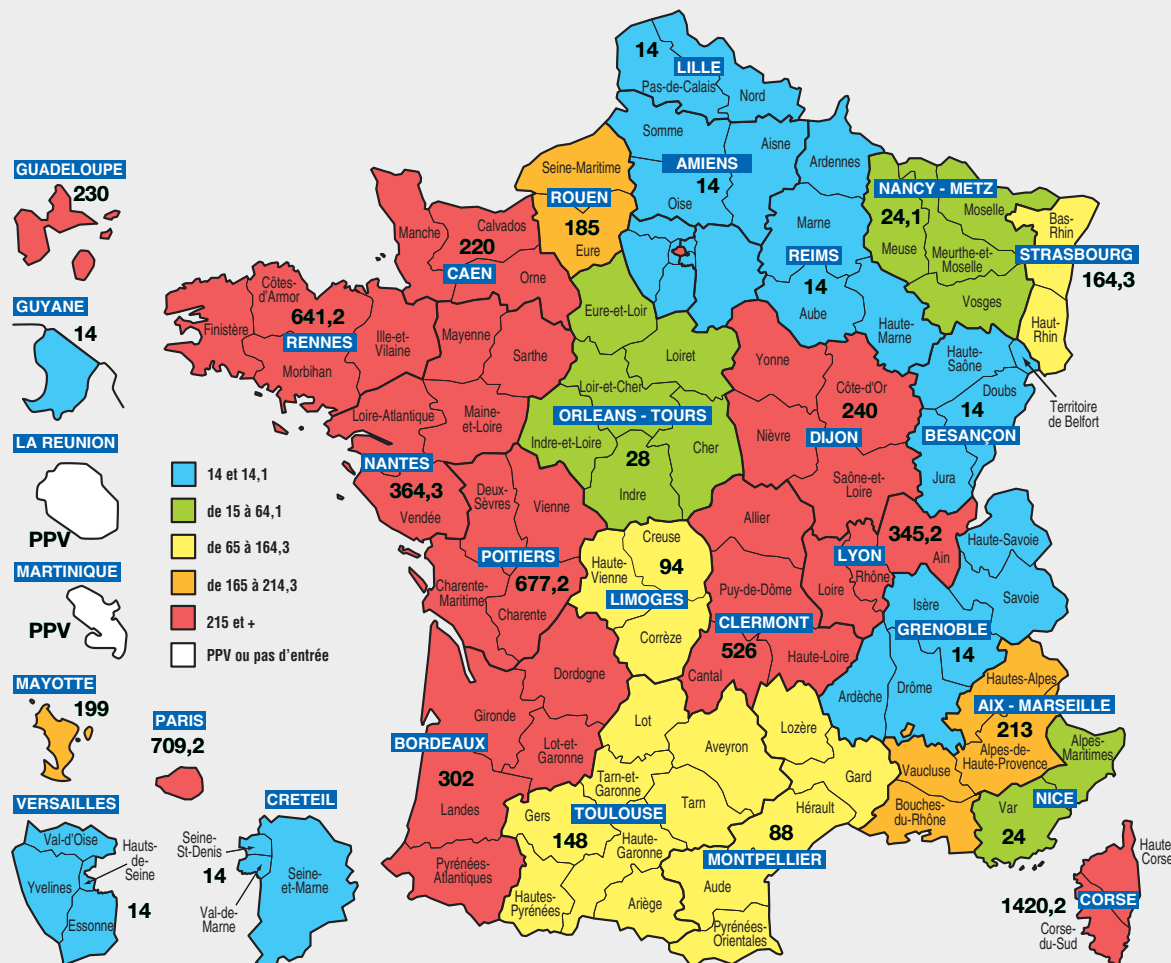 14
LILLE
Pas-de-Calais
Nord
Somme
Aisne
Ardennes
AMIENS
14
Oise
Seine-Maritime
ROUEN
185
Eure
NANCY - METZ
24,1
Moselle
Meuse
Meurthe-et-
Moselle
Vosges
Bas-
Rhin
STRASBOURG
164,3
Haut-
Rhin
Marne
REIMS
14
Aube
Haute-
Marne
GUADELOUPE
230
GUYANE
14
LA REUNION
PPV
MARTINIQUE
PPV
MAYOTTE
199
PARIS
709,2
14 et 14,1
de 15 à 64,1
de 65 à 164,3
de 165 à 214,3
215 et +
PPV ou pas d'entrée
Manche
Calvados
220
CAEN
Orne
Côtes-
d'Armor
Finistère
641,2
RENNES
Ille-et-
Vilaine
Morbihan
Mayenne
Sarthe
Loire-Atlantique
Maine-
et-Loire
NANTES
364,3
Vendée
Eure-et-Loir
Loiret
Loir-et-Cher
ORLEANS - TOURS
Indre-et-Loire
28
Cher
Indre
Yonne
Côte-d'Or
240
Nièvre
DIJON
Saône-et-
Loire
Haute-
Saône
Doubs
14
BESANÇON
Jura
Territoire
de Belfort
Deux-
Sèvres
Vienne
POITIERS
677,2
Charente-
Maritime
Charente
Creuse
Haute-
Vienne
94
LIMOGES
Corrèze
Allier
Puy-de-Dôme
CLERMONT
526
Haute-Loire
Cantal
345,2
LYON
Ain
Rhône
Loire
Haute-Savoie
Savoie
Isère
GRENOBLE
14
Ardèche
Drôme
Dordogne
Gironde
BORDEAUX
Lot-et-
Garonne
302
Landes
Pyrénées-
Atlantiques
Lot
Aveyron
Tarn-et-
Garonne
Tarn
Gers
TOULOUSE
148
Haute-
Garonne
Hautes-
Pyrénées
Ariège
Lozère
Gard
Hérault
88
MONTPELLIER
Aude
Pyrénées-
Orientales
Hautes-Alpes
AIX - MARSEILLE
213
Alpes-de-
Haute-Provence
Vaucluse
Bouches-
du-Rhône
Alpes-
Maritimes
Var
NICE
24
Haute
Corse
1420,2
CORSE
Corse-
du-Sud
VERSAILLES
Val-d'Oise
Hauts-
de-
Seine
Yvelines
14
Essonne
CRETEIL
Seine-
St-Denis
14
Seine-
et-Marne
Val-de-
Marne